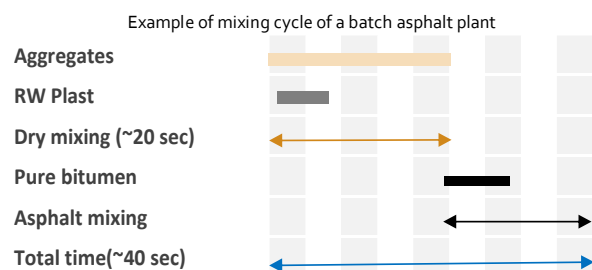 Example of mixing cycle of a batch asphalt plant
Aggregates
RW Plast
Dry mixing (~20 sec)
Pure bitumen
Asphalt mixing
Total time(~40 sec)